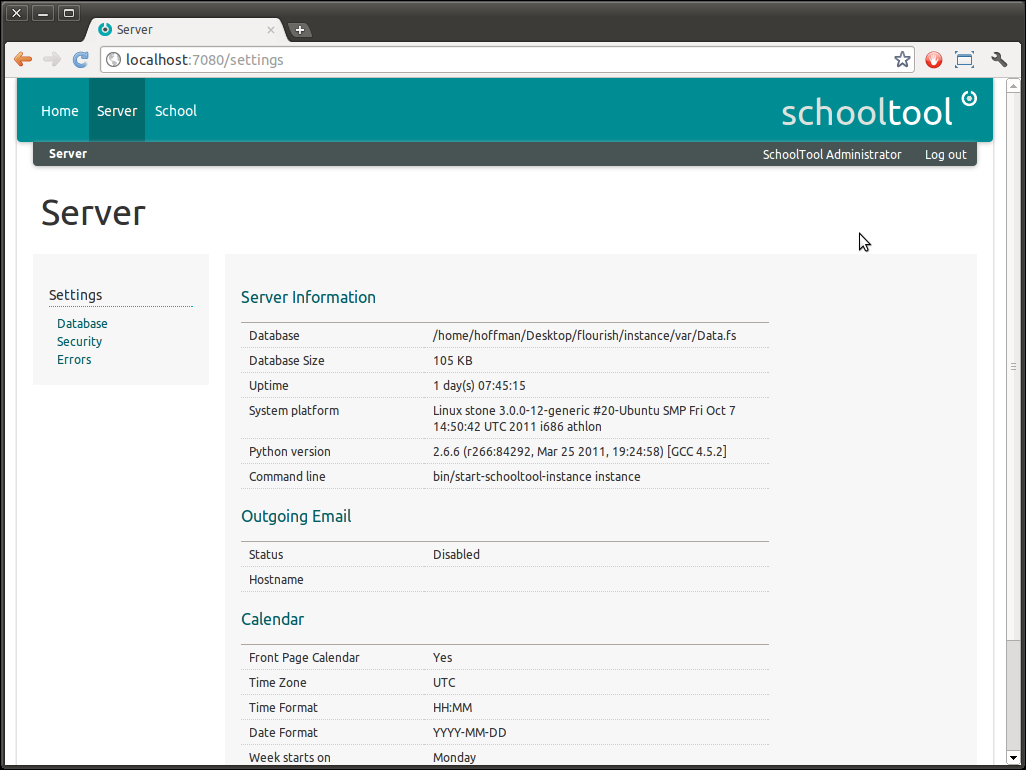 Server
localhost:7080/settings
Home Server School
schooltool
Server SchoolTool Administrator Log out
Server
Settings
Database
Security
Errors
Server Information
Database /home/hoffman/Desktop/flourish/instance/var/Data.fs
Database Size 105 KB
Uptime 1 day(s) 07:45:15
System platform Linux stone 3.0.0-12-generic #20-Ubuntu SMP Fri Oct 7
14:50:42 UTC 2011 i686 athlon
Python version 2.6.6 (r266:84292, Mar 25 2011, 19:24:58) [GCC 4.5.2]
Command line bin/start-schooltool-instance instance
Outgoing Email
Status Disabled
Hostname
Calendar
Front Page Calendar Yes
Time Zone UTC
Time Format HH:MM
Date Format YYYY-MM-DD
Week starts on Monday